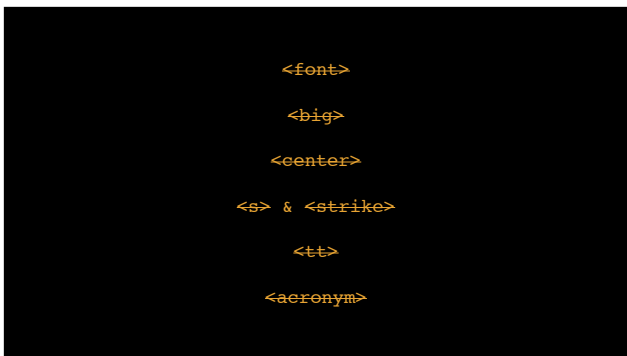 <font>
<big>
<center>
<s> & <strike>
<tt>
<acronym>